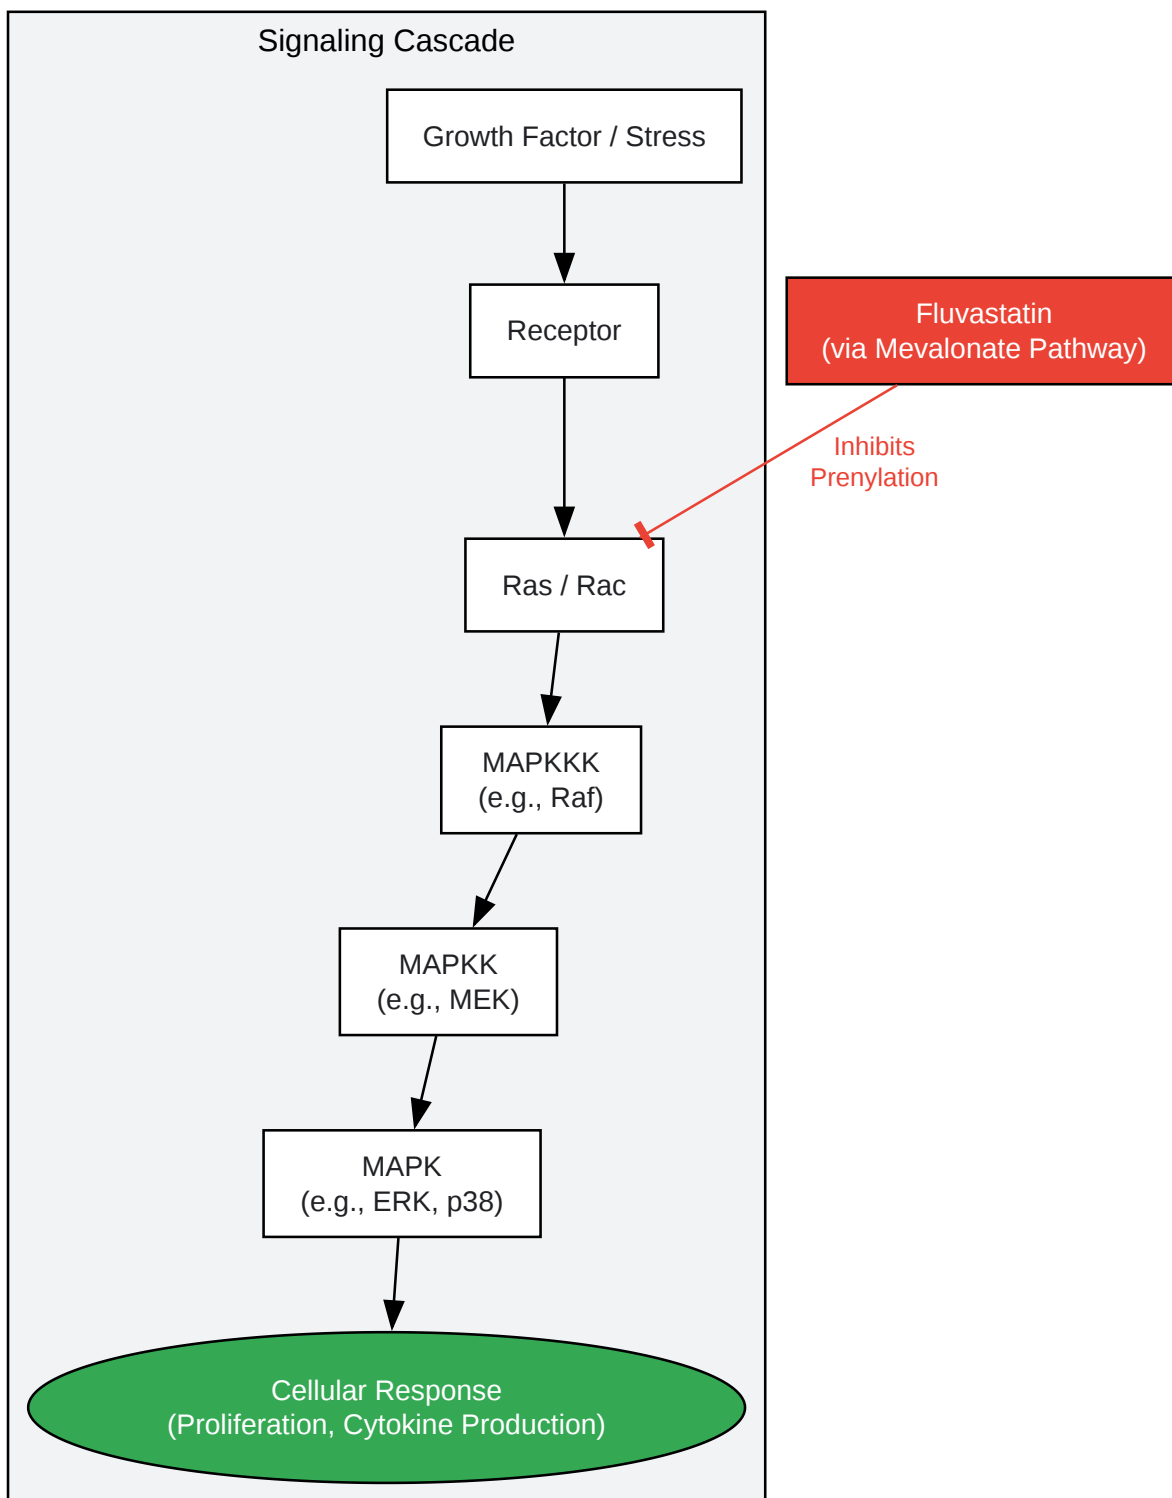 Signaling Cascade
Growth Factor / Stress
Receptor
Fluvastatin
(via Mevalonate Pathway)
Inhibits
Prenylation
Ras / Rac
MAPKKK
(e.g., Raf)
MAPKK
(e.g., MEK)
MAPK
(e.g., ERK, p38)
Cellular Response
(Proliferation, Cytokine Production)